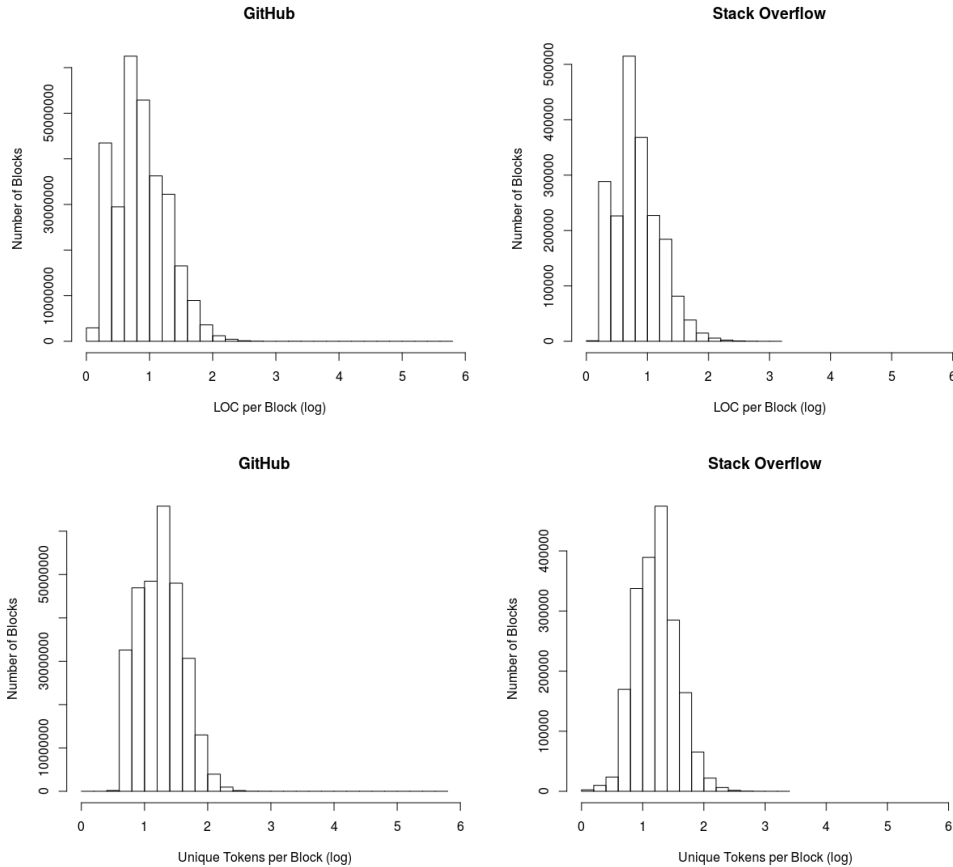 GitHub
Number of Blocks
0 10000000 30000000 50000000
0 1 2 3 4 5 6
LOC per Block (log)
Stack Overflow
Number of Blocks
0 100000 200000 300000 400000 500000
0 1 2 3 4 5 6
LOC per Block (log)
GitHub
Number of Blocks
0 10000000 30000000 50000000
0 1 2 3 4 5 6
Unique Tokens per Block (log)
Stack Overflow
Number of Blocks
0 100000 200000 300000 400000
0 1 2 3 4 5 6
Unique Tokens per Block (log)